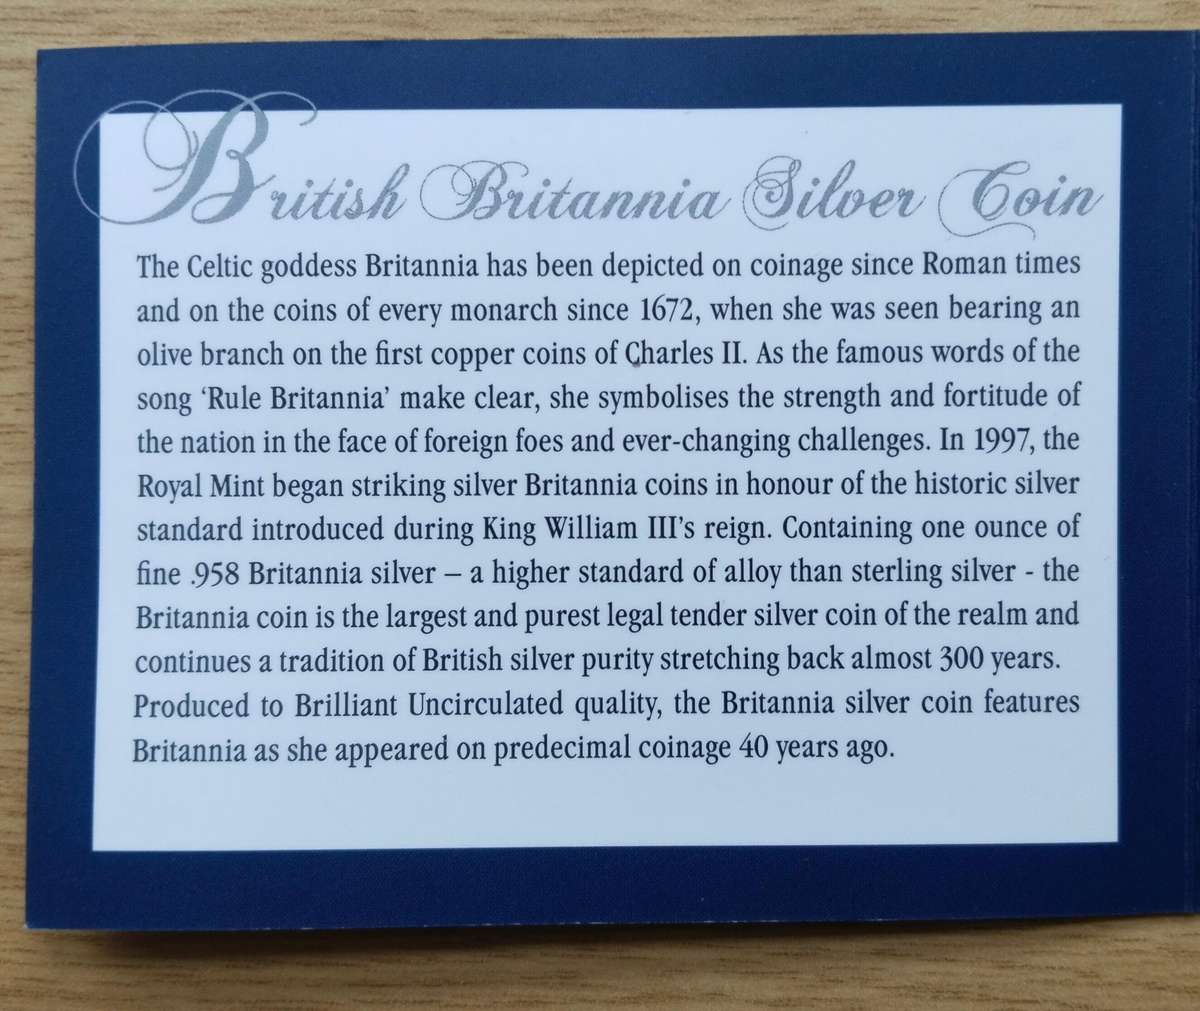 British Britannia Silver Coin
The Celtic goddess Britannia has been depicted on coinage since Roman times
and on the coins of every monarch since 1672, when she was seen bearing an
olive branch on the first copper coins of Charles II. As the famous words of the
song ‘Rule Britannia’ make clear, she symbolises the strength and fortitude of
the nation in the face of foreign foes and ever-changing challenges. In 1997, the
Royal Mint began striking silver Britannia coins in honour of the historic silver
standard introduced during King William III’s reign. Containing one ounce of
fine .958 Britannia silver – a higher standard of alloy than sterling silver - the
Britannia coin is the largest and purest legal tender silver coin of the realm and
continues a tradition of British silver purity stretching back almost 300 years.
Produced to Brilliant Uncirculated quality, the Britannia silver coin features
Britannia as she appeared on predecimal coinage 40 years ago.